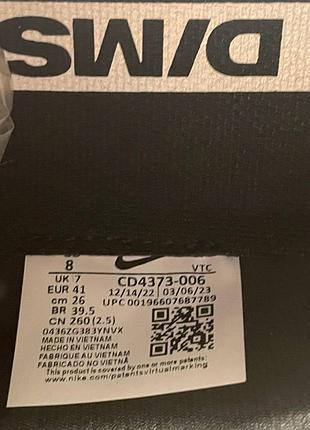 D/MS
8
VTC
UK 7
CD4373-006
EUR 41
12/14/22 03/06/23
cm 26
UPC 00196607687789
BR 39.5
CN 260 (2.5)
0436ZG383YNVX
MADE IN VIETNAM
HECHO EN VIETNAM
FABRIQUE AU VIETNAM
FABRICADO NO VIETNÃ
This product is covered by one or more patents:
www.nike.com/patentsvirtualmarking